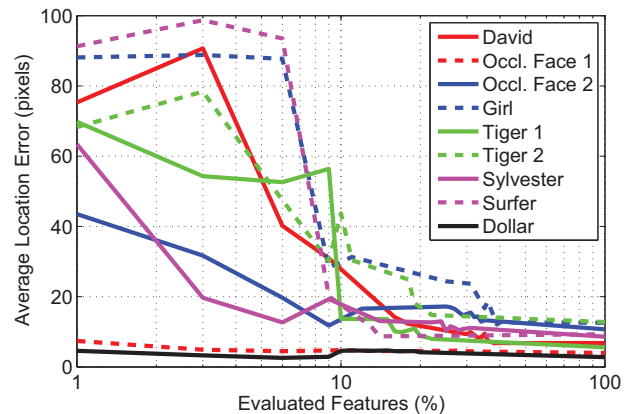 Average Location Error (pixels)
100
80
60
40
20
0
1
10
100
Evaluated Features (%)
David
Occl. Face 1
Occl. Face 2
Girl
Tiger 1
Tiger 2
Sylvester
Surfer
Dollar